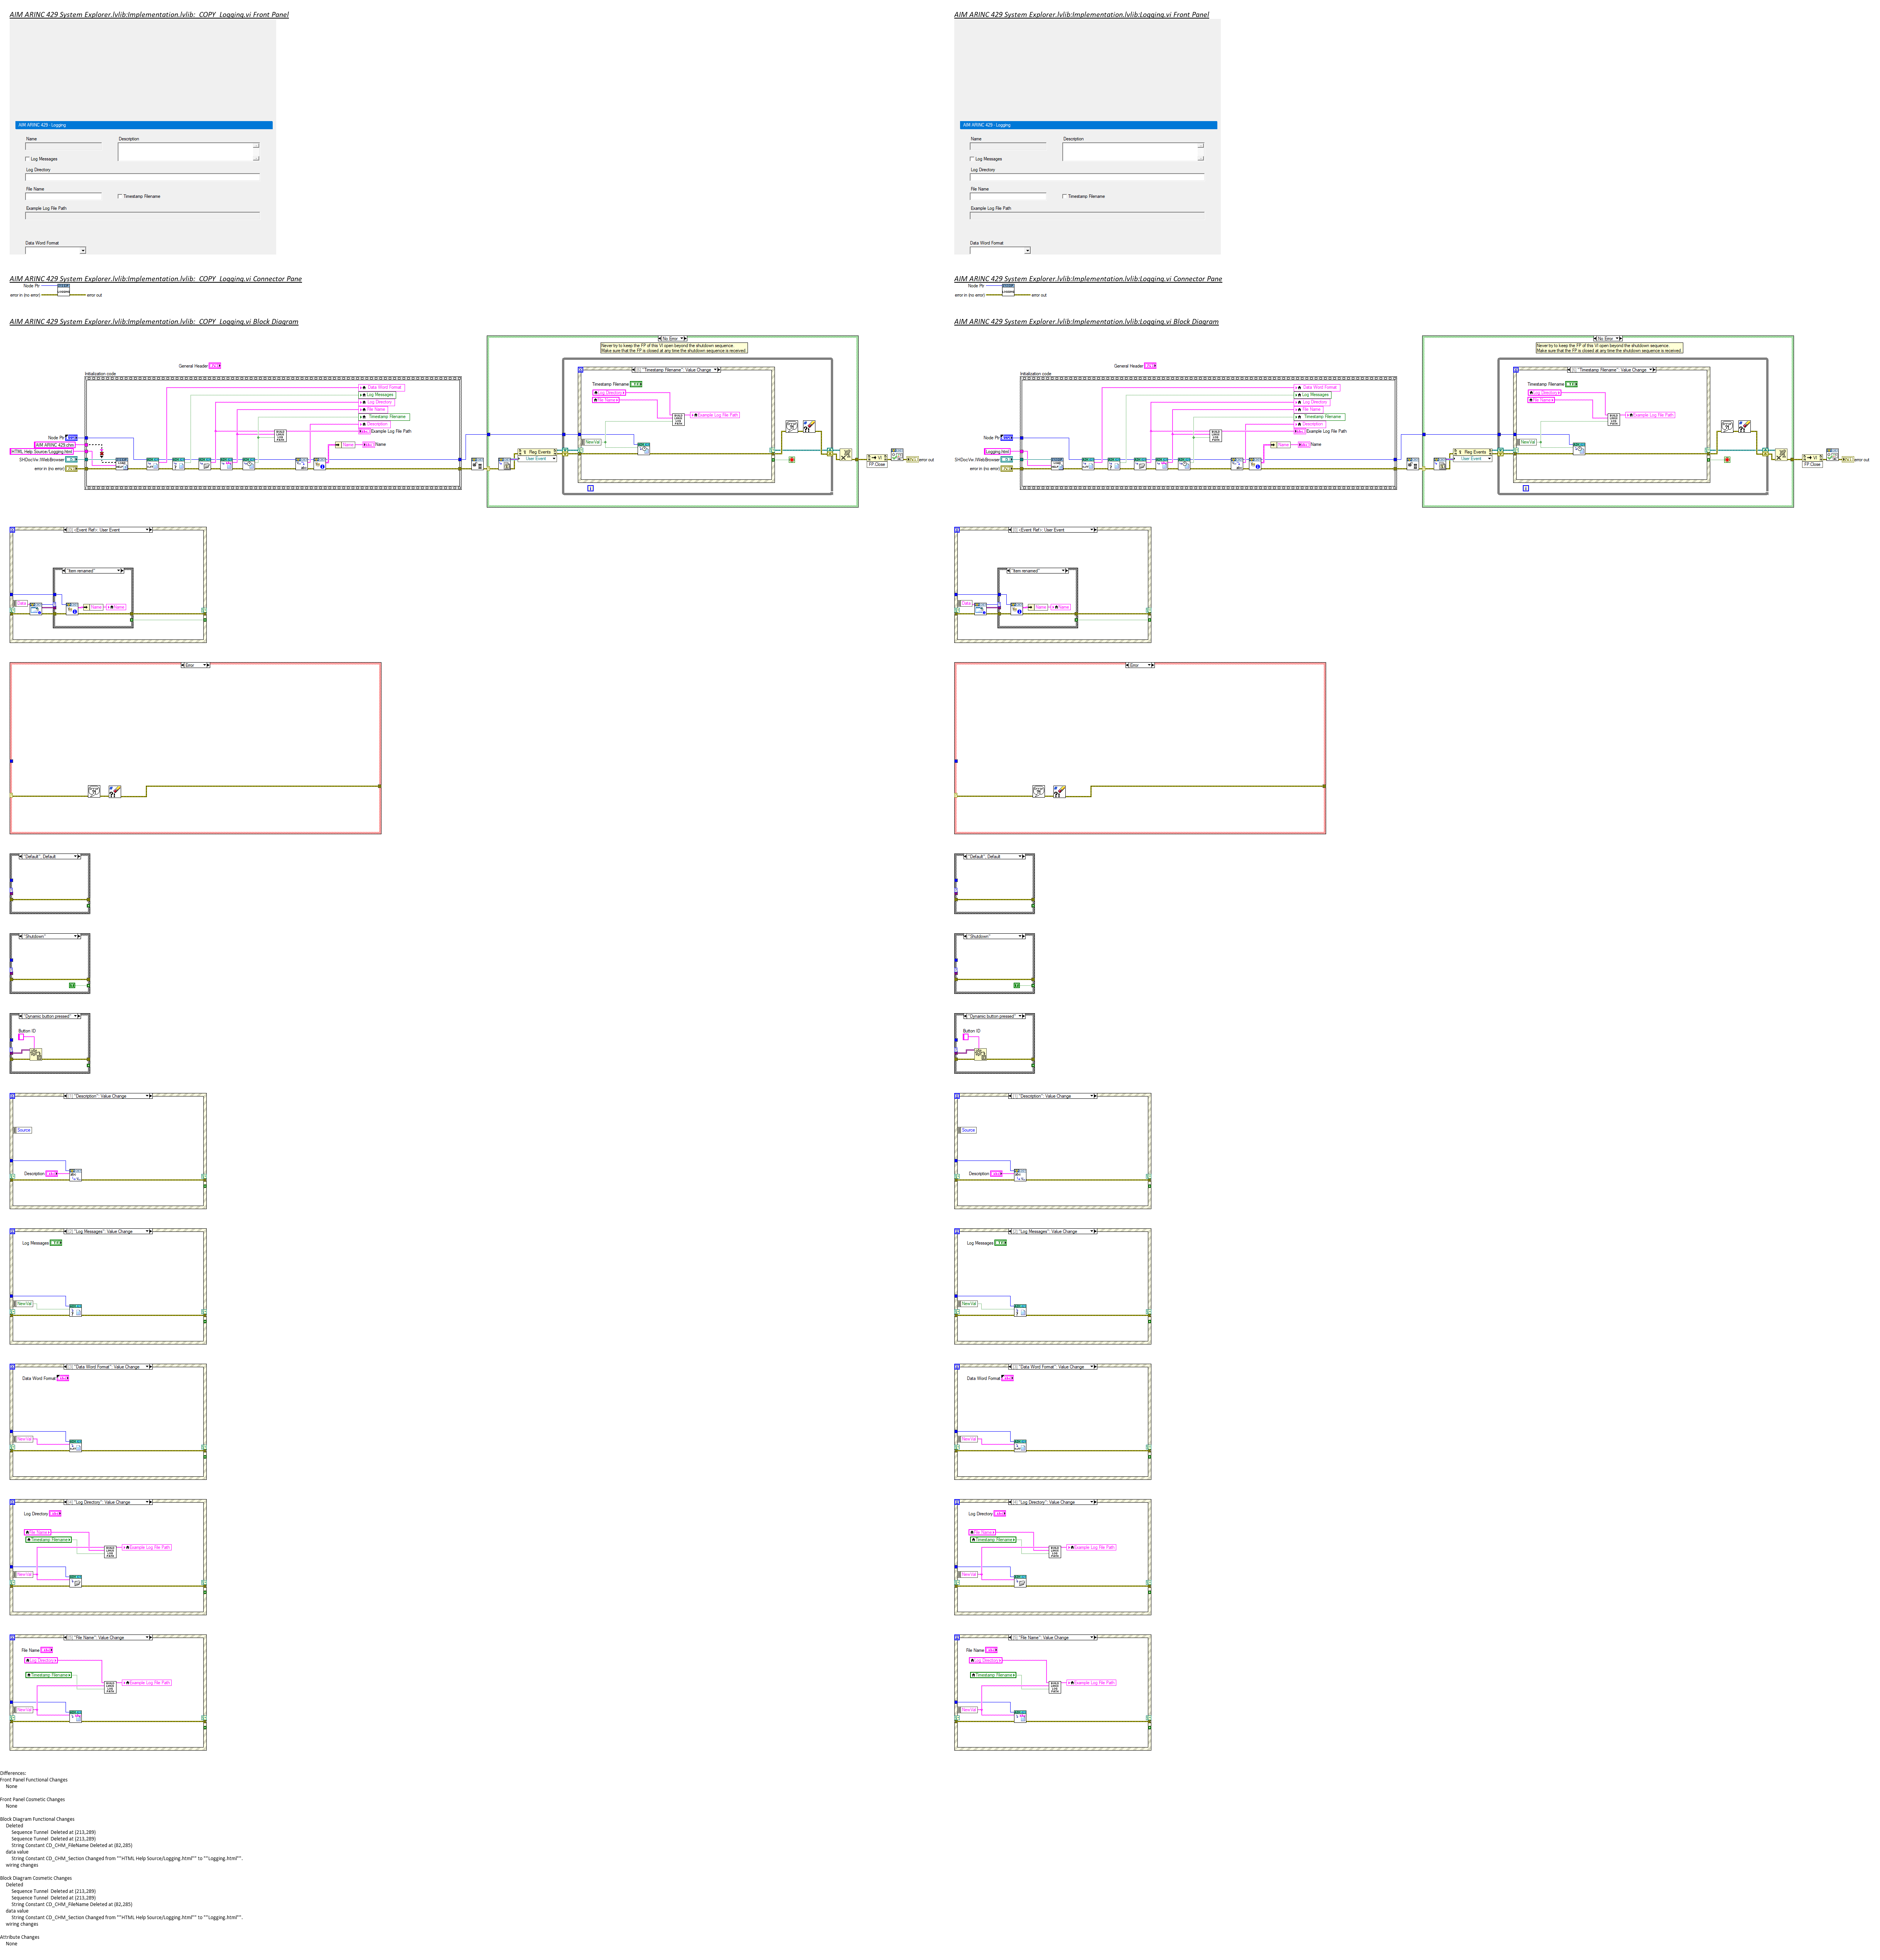 AIM ARINC 429 System Explorer.lvlib:Implementation.lvlib:_COPY_Logging.vi Front Panel
AIM ARINC 429 - Logging
Name
Description
Log Messages
Log Directory
File Name
Timestamp Filename
Example Log File Path
Data Word Format
AIM ARINC 429 System Explorer.lvlib:Implementation.lvlib:_COPY_Logging.vi Connector Pane
Node Ptr
error in (no error)
error out
AIM ARINC 429 System Explorer.lvlib:Implementation.lvlib:_COPY_Logging.vi Block Diagram
General Header
Initialization code
Data Word Format
Log Messages
Log Directory
File Name
Timestamp Filename
Description
Example Log File Path
Name
Name
Node Ptr
AIM ARINC 429.chm
HTML Help Source/Logging.html
SHDocVw.IWebBrowser
error in (no error)
No Error
Never try to keep the FP of this VI open beyond the shutdown sequence.
Make sure that the FP is closed at any time the shutdown sequence is received.
"Timestamp Filename": Value Change
Timestamp Filename
Log Directory
File Name
Example Log File Path
NewVal
Reg Events
User Event
VI
FP.Close
error out
<Event Ref>: User Event
"Item renamed"
Data
Name
Name
Error
"Default", Default
"Shutdown"
"Dynamic button pressed"
Button ID
"Description": Value Change
Source
Description
"Log Messages": Value Change
Log Messages
NewVal
"Data Word Format": Value Change
Data Word Format
NewVal
"Log Directory": Value Change
Log Directory
File Name
Timestamp Filename
Example Log File Path
NewVal
"File Name": Value Change
File Name
Log Directory
Timestamp Filename
Example Log File Path
NewVal
AIM ARINC 429 System Explorer.lvlib:Implementation.lvlib:Logging.vi Front Panel
AIM ARINC 429 - Logging
Name
Description
Log Messages
Log Directory
File Name
Timestamp Filename
Example Log File Path
Data Word Format
AIM ARINC 429 System Explorer.lvlib:Implementation.lvlib:Logging.vi Connector Pane
Node Ptr
error in (no error)
error out
AIM ARINC 429 System Explorer.lvlib:Implementation.lvlib:Logging.vi Block Diagram
General Header
Initialization code
Data Word Format
Log Messages
Log Directory
File Name
Timestamp Filename
Description
Example Log File Path
Name
Name
Node Ptr
Logging.html
SHDocVw.IWebBrowser
error in (no error)
No Error
Never try to keep the FP of this VI open beyond the shutdown sequence.
Make sure that the FP is closed at any time the shutdown sequence is received.
"Timestamp Filename": Value Change
Timestamp Filename
Log Directory
File Name
Example Log File Path
NewVal
Reg Events
User Event
VI
FP.Close
error out
<Event Ref>: User Event
"Item renamed"
Data
Name
Name
Error
"Default", Default
"Shutdown"
"Dynamic button pressed"
Button ID
"Description": Value Change
Source
Description
"Log Messages": Value Change
Log Messages
NewVal
"Data Word Format": Value Change
Data Word Format
NewVal
"Log Directory": Value Change
Log Directory
File Name
Timestamp Filename
Example Log File Path
NewVal
"File Name": Value Change
File Name
Log Directory
Timestamp Filename
Example Log File Path
NewVal
Differences:
Front Panel Functional Changes
None
Front Panel Cosmetic Changes
None
Block Diagram Functional Changes
Deleted
Sequence Tunnel Deleted at (213,289)
Sequence Tunnel Deleted at (213,289)
String Constant CD_CHM_FileName Deleted at (82,285)
data value
String Constant CD_CHM_Section Changed from ""HTML Help Source/Logging.html"" to ""Logging.html"".
wiring changes
Block Diagram Cosmetic Changes
Deleted
Sequence Tunnel Deleted at (213,289)
Sequence Tunnel Deleted at (213,289)
String Constant CD_CHM_FileName Deleted at (82,285)
data value
String Constant CD_CHM_Section Changed from ""HTML Help Source/Logging.html"" to ""Logging.html"".
wiring changes
Attribute Changes
None